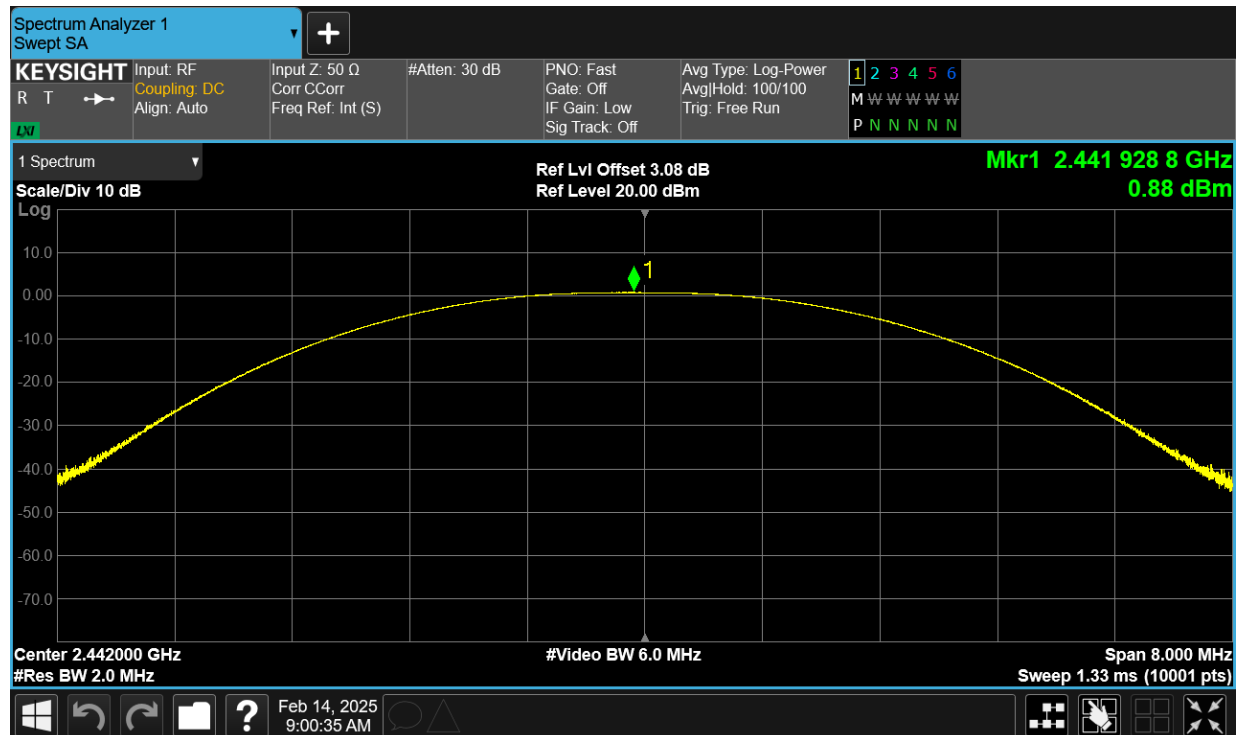 Spectrum Analyzer 1
Swept SA
KEYSIGHT
R T
LXI
Input: RF
Coupling: DC
Align: Auto
Input Z: 50 Ω
Corr CCorr
Freq Ref: Int (S)
#Atten: 30 dB
PNO: Fast
Gate: Off
IF Gain: Low
Sig Track: Off
Avg Type: Log-Power
Avg|Hold: 100/100
Trig: Free Run
1 2 3 4 5 6
M W W W W W
P N N N N N
1 Spectrum
Scale/Div 10 dB
Ref Lvl Offset 3.08 dB
Ref Level 20.00 dBm
Mkr1 2.441 928 8 GHz
0.88 dBm
Log
10.0
1
0.00
-10.0
-20.0
-30.0
-40.0
-50.0
-60.0
-70.0
Center 2.442000 GHz
#Res BW 2.0 MHz
#Video BW 6.0 MHz
Span 8.000 MHz
Sweep 1.33 ms (10001 pts)
?
Feb 14, 2025
9:00:35 AM